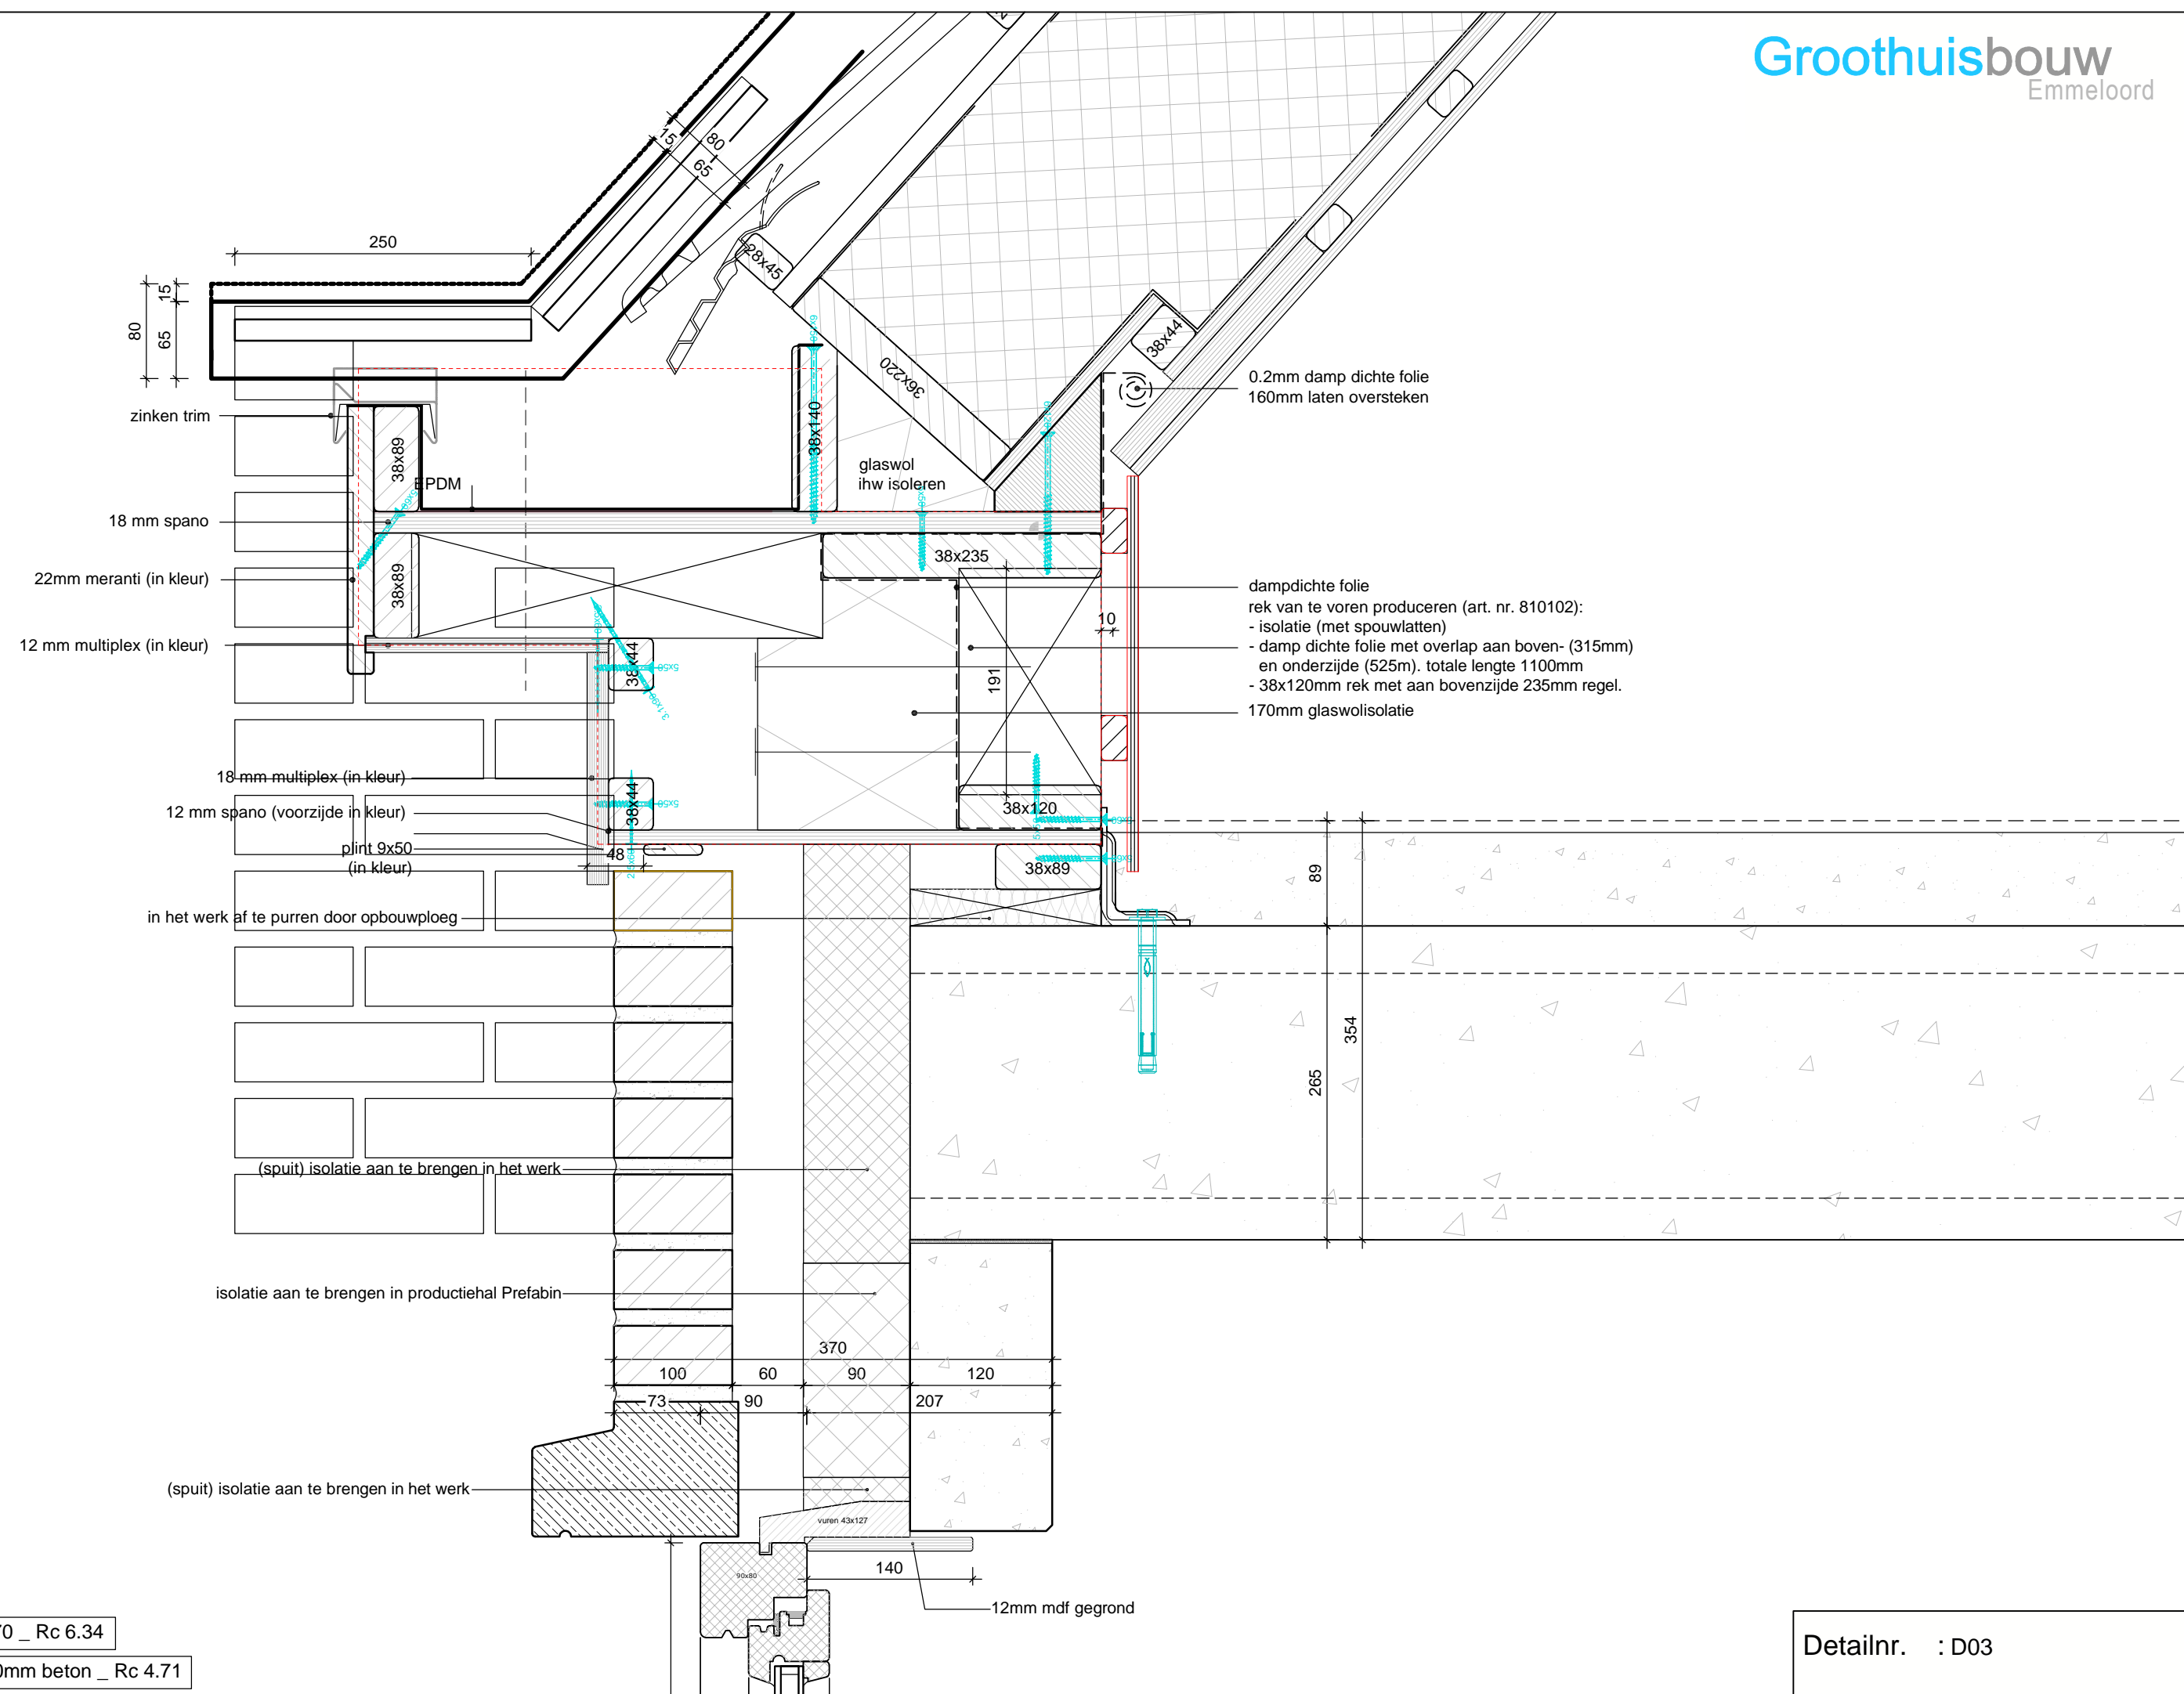 Groothuisbouw
Emmeloord
15
80
65
250
28x45
15
80
65
36x220
38x44
6x120
38x140
0.2mm damp dichte folie
160mm laten oversteken
zinken trim
38x89
EPDM
glaswol
ihw isoleren
18 mm spano
38x235
22mm meranti (in kleur)
38x89
dampdichte folie
rek van te voren produceren (art. nr. 810102):
- isolatie (met spouwlatten)
- damp dichte folie met overlap aan boven- (315mm)
en onderzijde (525m). totale lengte 1100mm
- 38x120mm rek met aan bovenzijde 235mm regel.
10
12 mm multiplex (in kleur)
38x44
5x50
3.1x90
191
170mm glaswolisolatie
18 mm multiplex (in kleur)
38x44
5x50
12 mm spano (voorzijde in kleur)
38x120
plint 9x50
(in kleur)
48
38x89
89
in het werk af te purren door opbouwploeg
354
265
(spuit) isolatie aan te brengen in het werk
isolatie aan te brengen in productiehal Prefabin
370
100
60
90
120
73
90
207
(spuit) isolatie aan te brengen in het werk
vuren 43x127
90x80
140
12mm mdf gegrond
70 _ Rc 6.34
0mm beton _ Rc 4.71
Detailnr. : D03